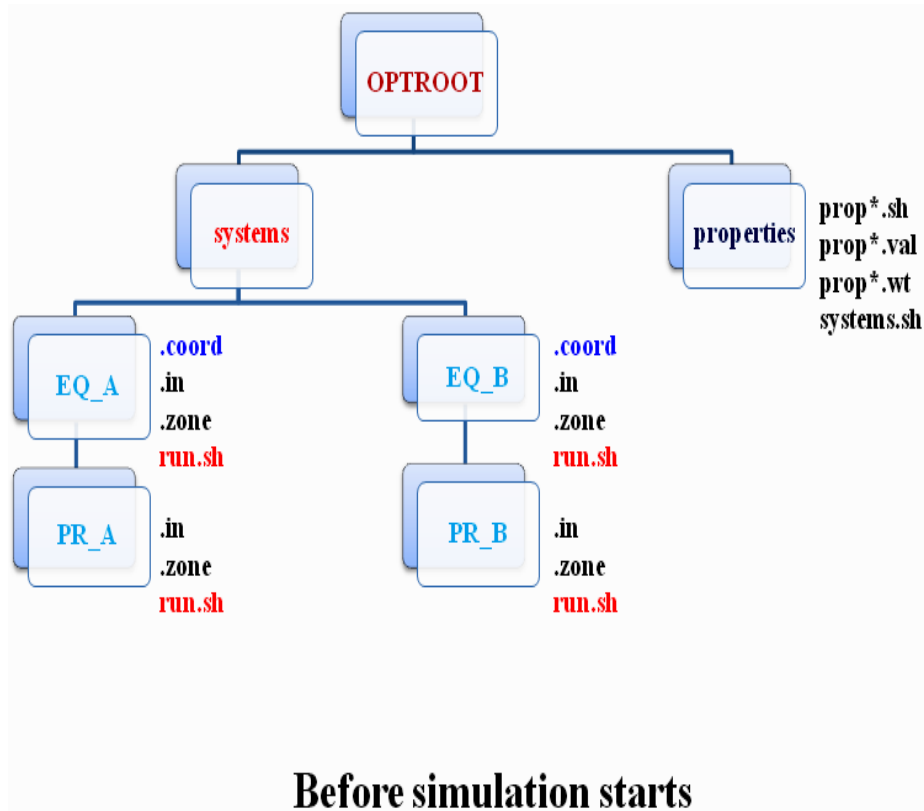 OPTROOT
systems
properties
prop*.sh
prop*.val
prop*.wt
systems.sh
EQ_A
.coord
.in
.zone
run.sh
EQ_B
.coord
.in
.zone
run.sh
PR_A
.in
.zone
run.sh
PR_B
.in
.zone
run.sh
Before simulation starts